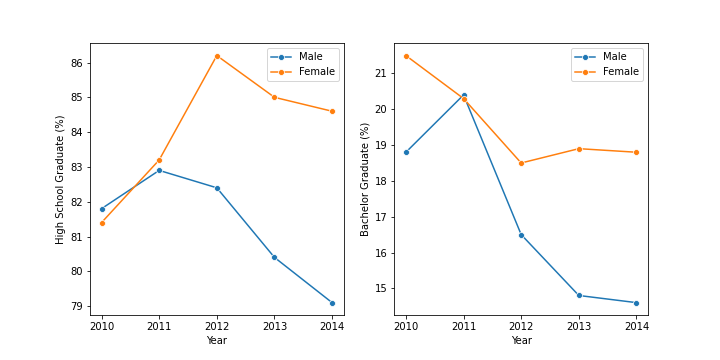 High School Graduate (%)
86
85
84
83
82
81
80
79
2010 2011 2012 2013 2014
Year
Male
Female
Bachelor Graduate (%)
21
20
19
18
17
16
15
2010 2011 2012 2013 2014
Year
Male
Female